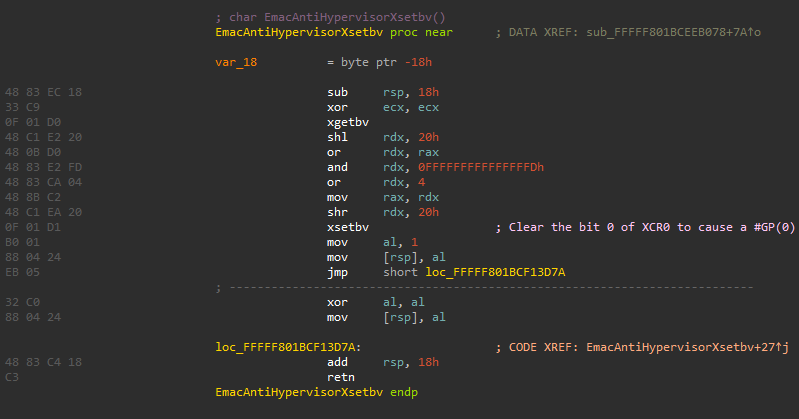 ; char EmacAntiHypervisorXsetbv()
EmacAntiHypervisorXsetbv proc near ; DATA XREF: sub_FFFFF801BCEEB078+7A↑o
var_18 = byte ptr -18h
48 83 EC 18 sub rsp, 18h
33 C9 xor ecx, ecx
0F 01 D0 xgetbv
48 C1 E2 20 shl rdx, 20h
48 0B D0 or rdx, rax
48 83 E2 FD and rdx, 0FFFFFFFFFFFFFFFDh
48 83 CA 04 or rdx, 4
48 8B C2 mov rax, rdx
48 C1 EA 20 shr rdx, 20h
0F 01 D1 xsetbv ; Clear the bit 0 of XCR0 to cause a #GP(0)
B0 01 mov al, 1
88 04 24 mov [rsp], al
EB 05 jmp short loc_FFFFF801BCF13D7A
; ---------------------------------------------------------------------------
32 C0 xor al, al
88 04 24 mov [rsp], al
loc_FFFFF801BCF13D7A: ; CODE XREF: EmacAntiHypervisorXsetbv+27↑j
48 83 C4 18 add rsp, 18h
C3 retn
EmacAntiHypervisorXsetbv endp